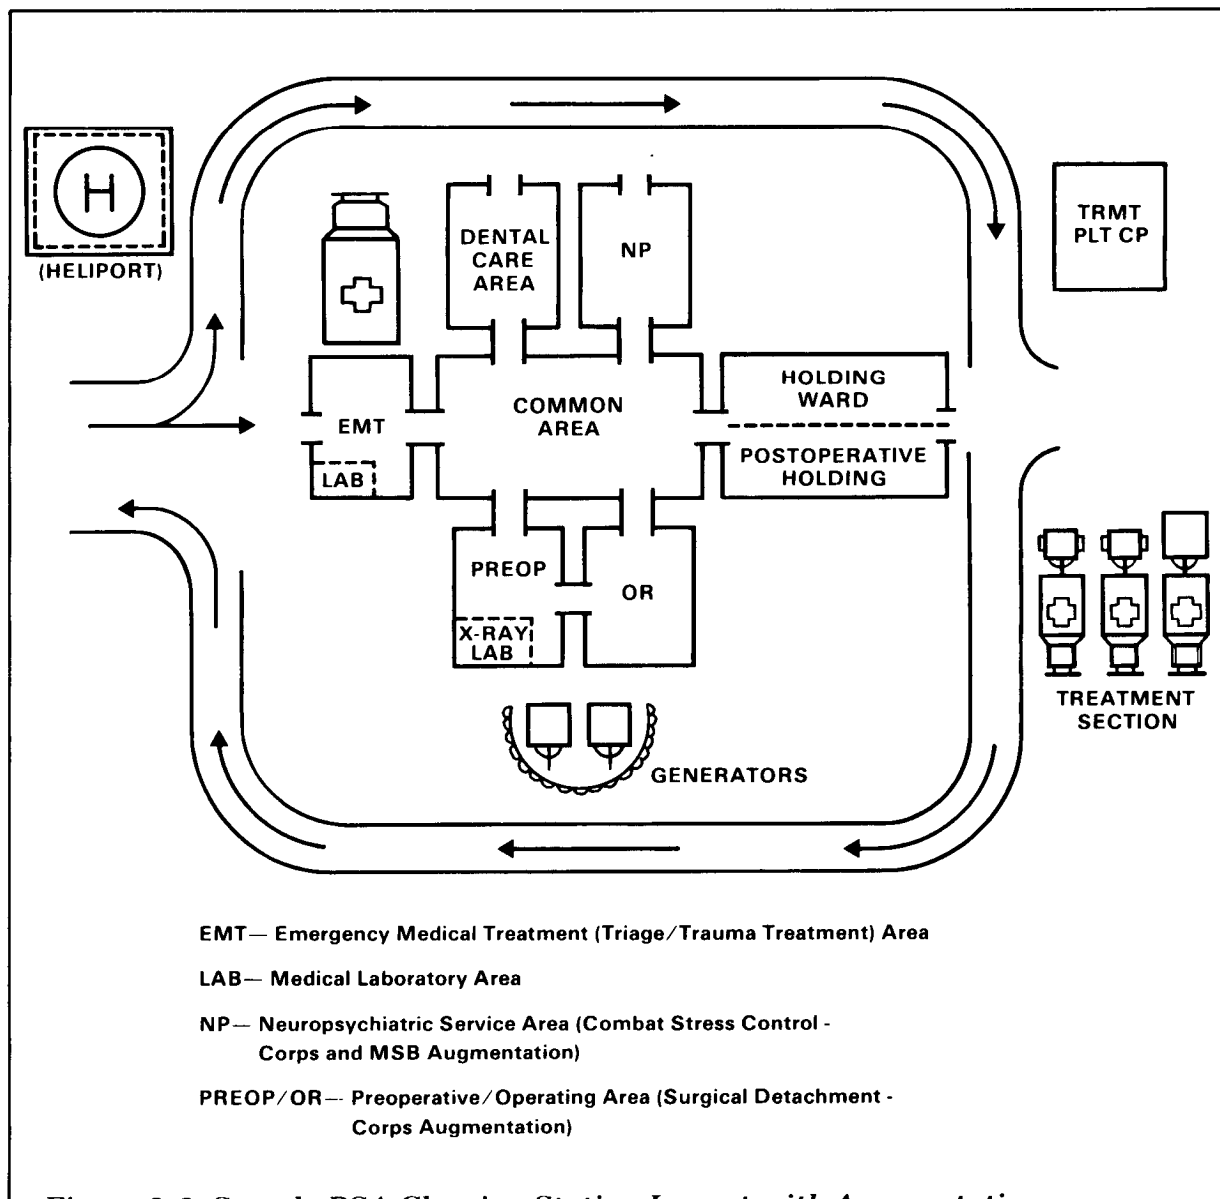 H
(HELIPORT)
TRMT
PLT CP
DENTAL
CARE
AREA
NP
EMT
LAB
COMMON
AREA
HOLDING
WARD
POSTOPERATIVE
HOLDING
PREOP
X-RAY
LAB
OR
TREATMENT
SECTION
GENERATORS
EMT— Emergency Medical Treatment (Triage/Trauma Treatment) Area
LAB— Medical Laboratory Area
NP— Neuropsychiatric Service Area (Combat Stress Control -
Corps and MSB Augmentation)
PREOP/OR— Preoperative/Operating Area (Surgical Detachment -
Corps Augmentation)